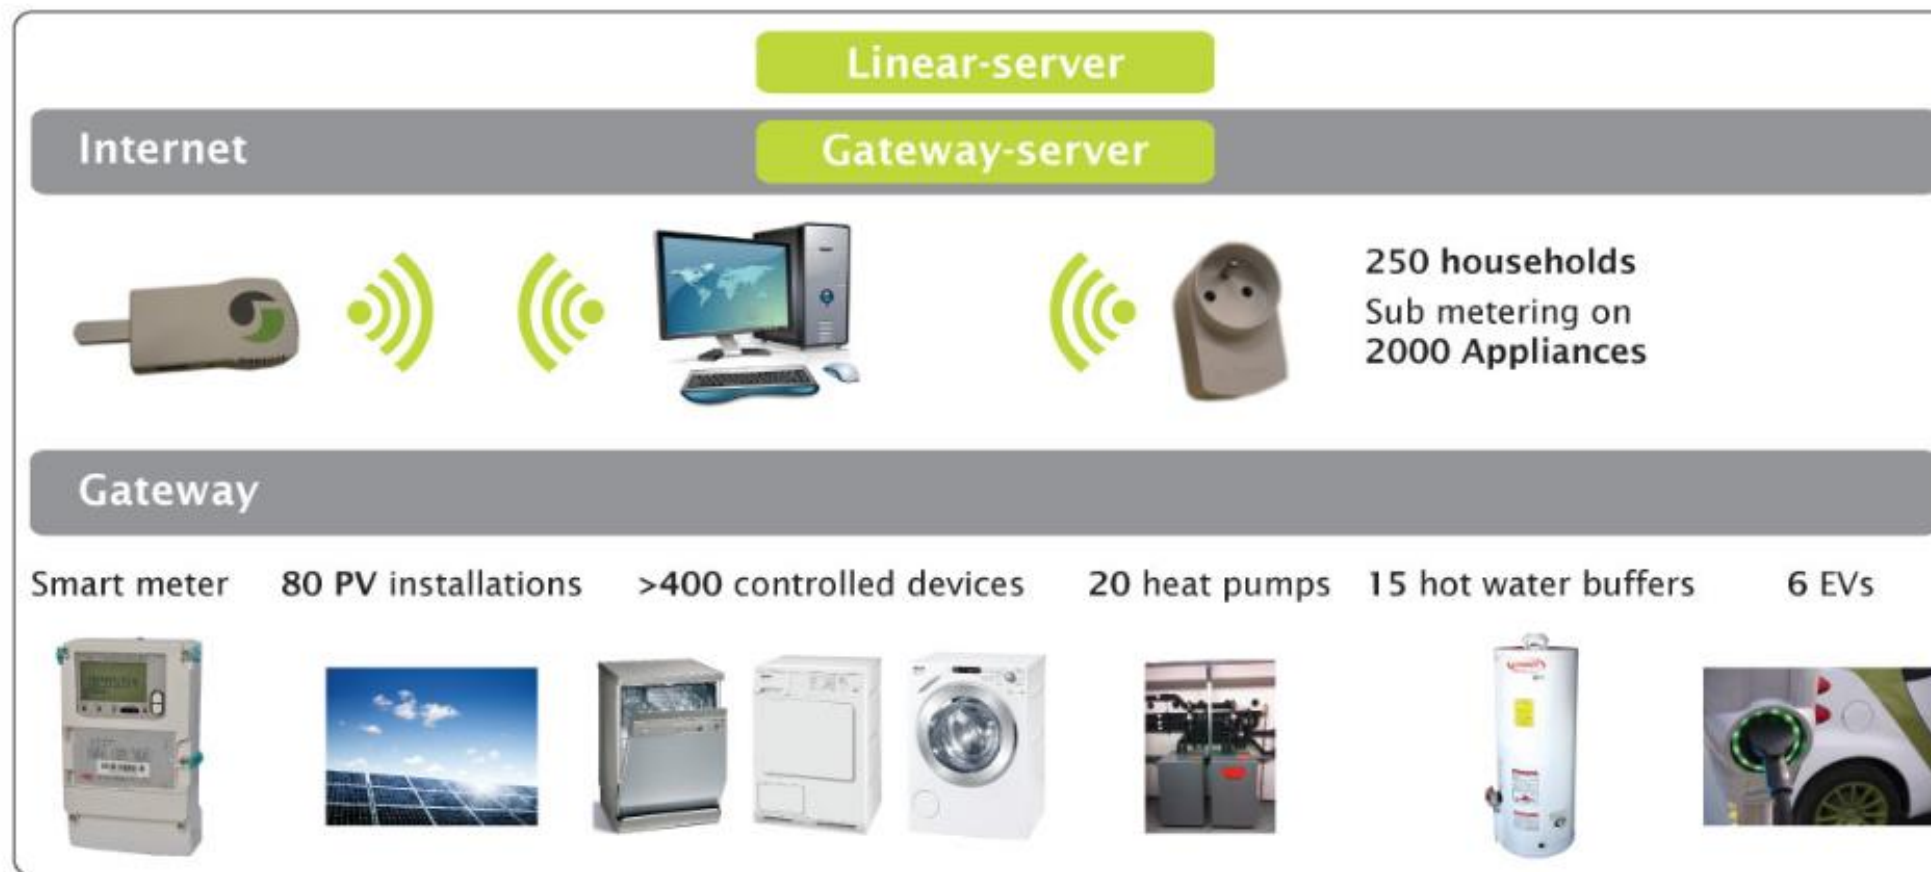 Linear-server
Internet
Gateway-server
250 households
Sub metering on
2000 Appliances
Gateway
Smart meter
80 PV installations
>400 controlled devices
20 heat pumps
15 hot water buffers
6 EVs